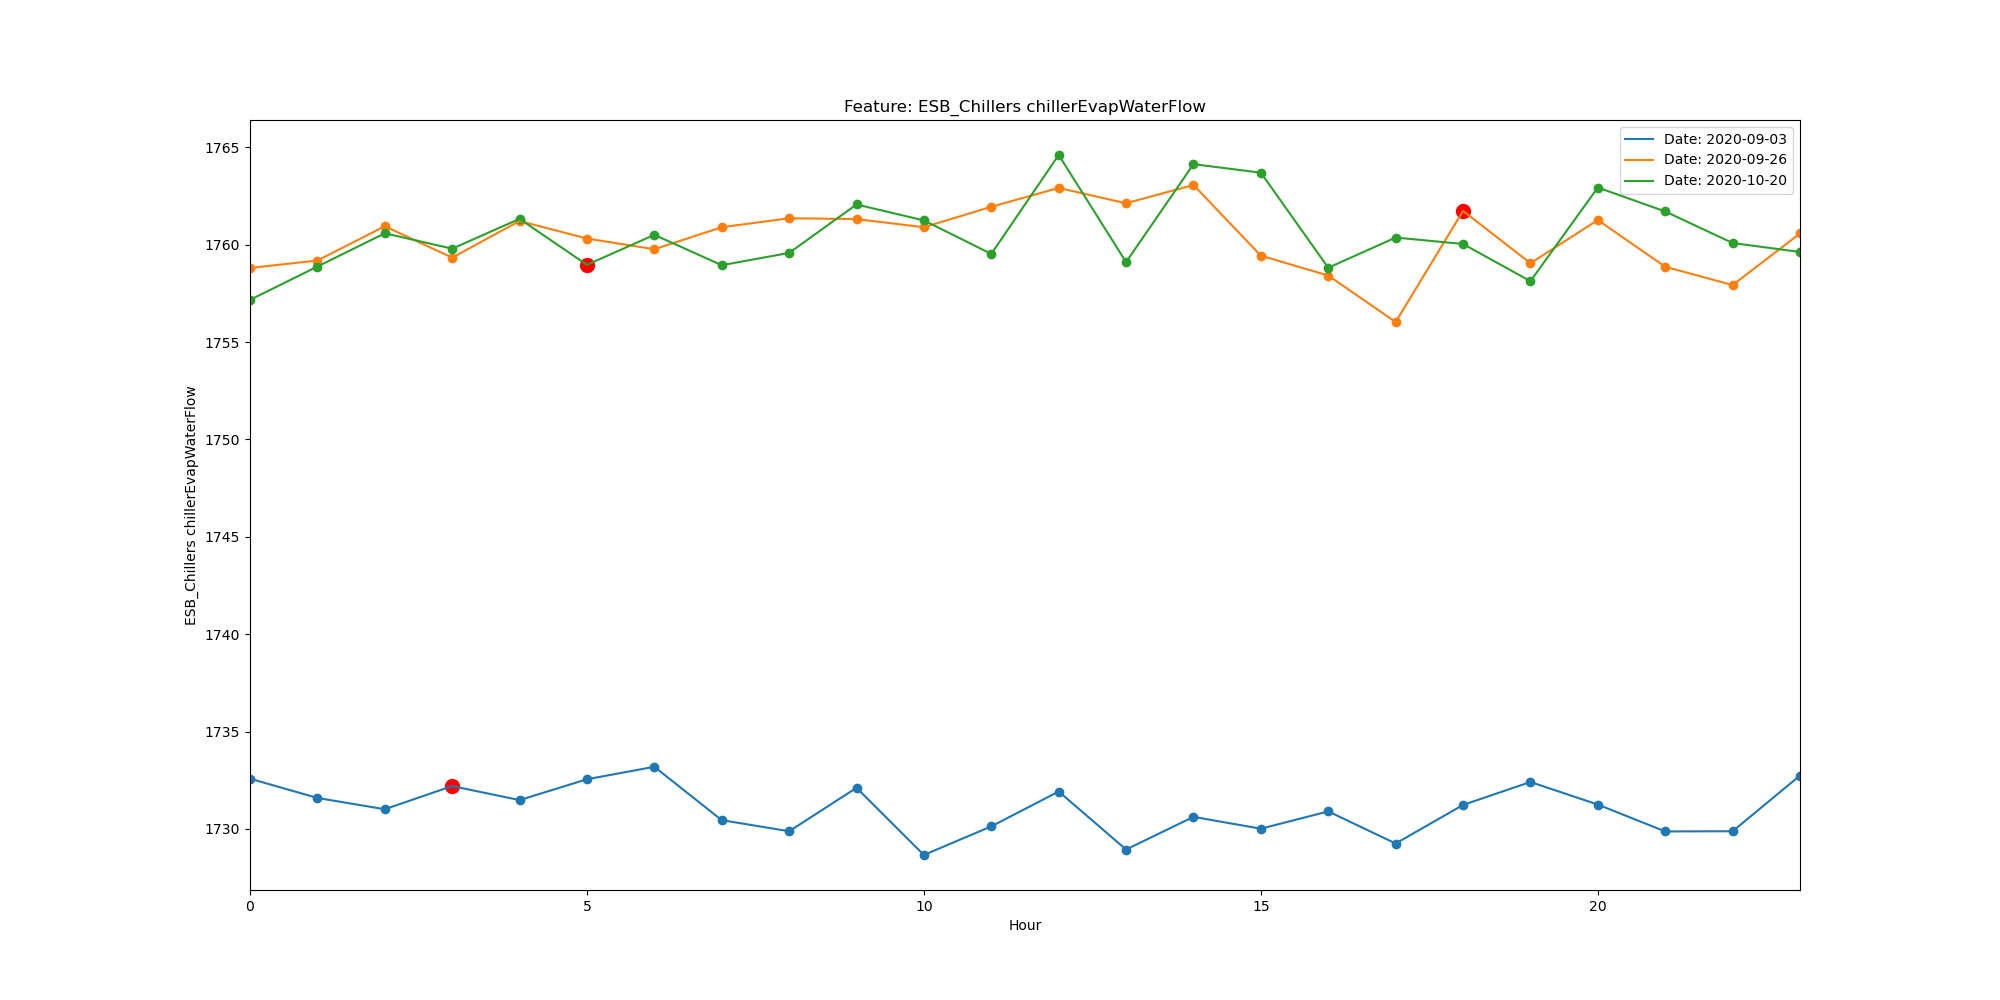 Feature: ESB_Chillers chillerEvapWaterFlow
Date: 2020-09-03
Date: 2020-09-26
Date: 2020-10-20
ESB_Chillers chillerEvapWaterFlow
1765
1760
1755
1750
1745
1740
1735
1730
0 5 10 15 20
Hour